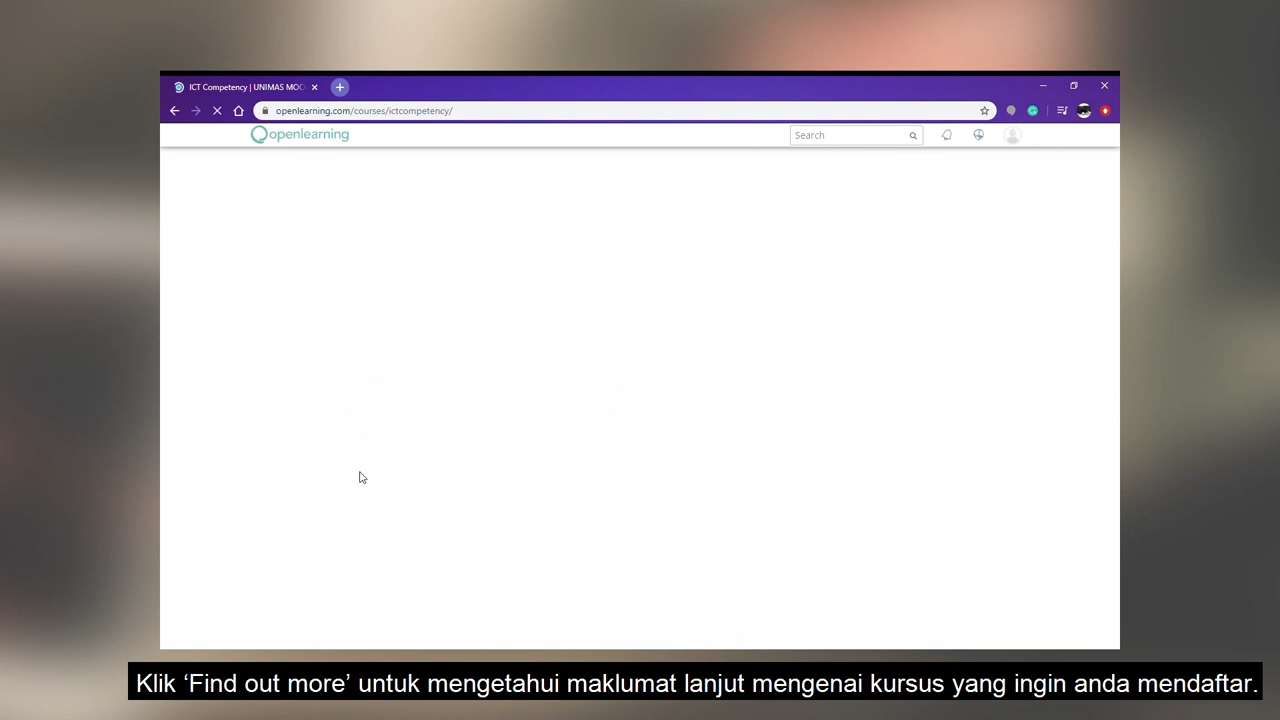 ICT Competency | UNIMAS MOO
openlearning.com/courses/ictcompetency/
openlearning
Search
Klik ‘Find out more’ untuk mengetahui maklumat lanjut mengenai kursus yang ingin anda mendaftar.